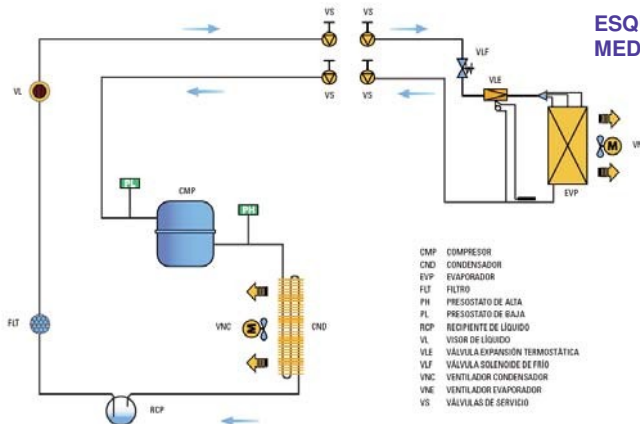 ESQ
MED
VS
VS
VLF
VL
VLE
VS
VS
M
VN
PL
CMP
PH
EVP
FLT
VNC
M
CND
RCP
CMP COMPRESOR
CND CONDENSADOR
EVP EVAPORADOR
FLT FILTRO
PH PRESOSTATO DE ALTA
PL PRESOSTATO DE BAJA
RCP RECIPIENTE DE LÍQUIDO
VL VISOR DE LÍQUIDO
VLE VÁLVULA EXPANSIÓN TERMOSTÁTICA
VLF VÁLVULA SOLENOIDE DE FRÍO
VNC VENTILADOR CONDENSADOR
VNE VENTILADOR EVAPORADOR
VS VÁLVULAS DE SERVICIO